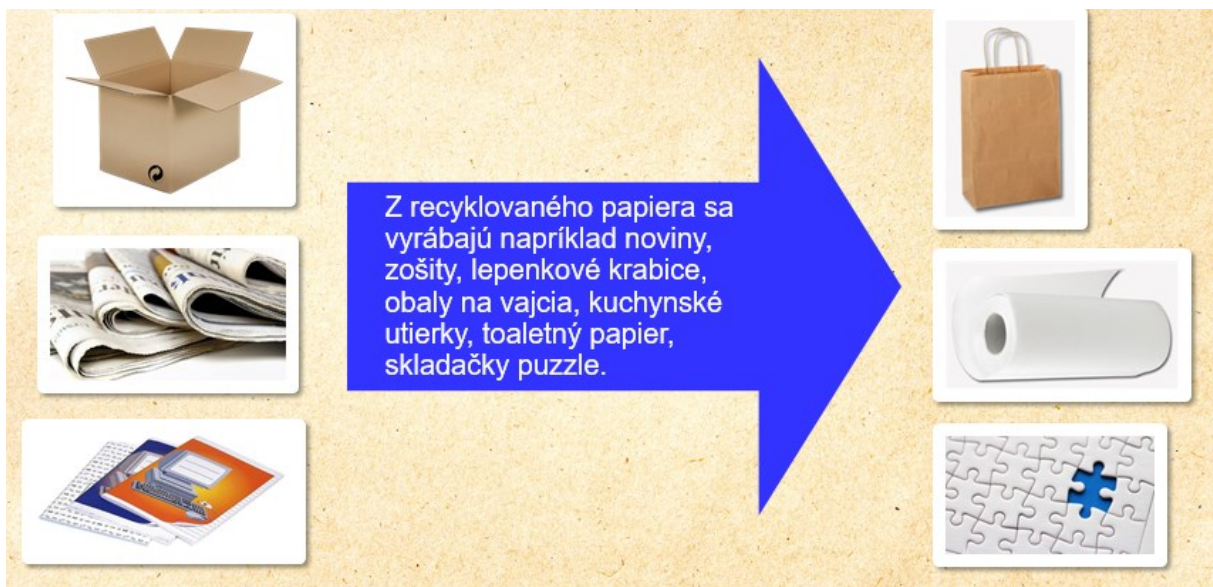 Z recyklovaného papiera sa
vyrábajú napríklad noviny,
zošity, lepenkové krabice,
obaly na vajcia, kuchynské
utierky, toaletný papier,
skladačky puzzle.